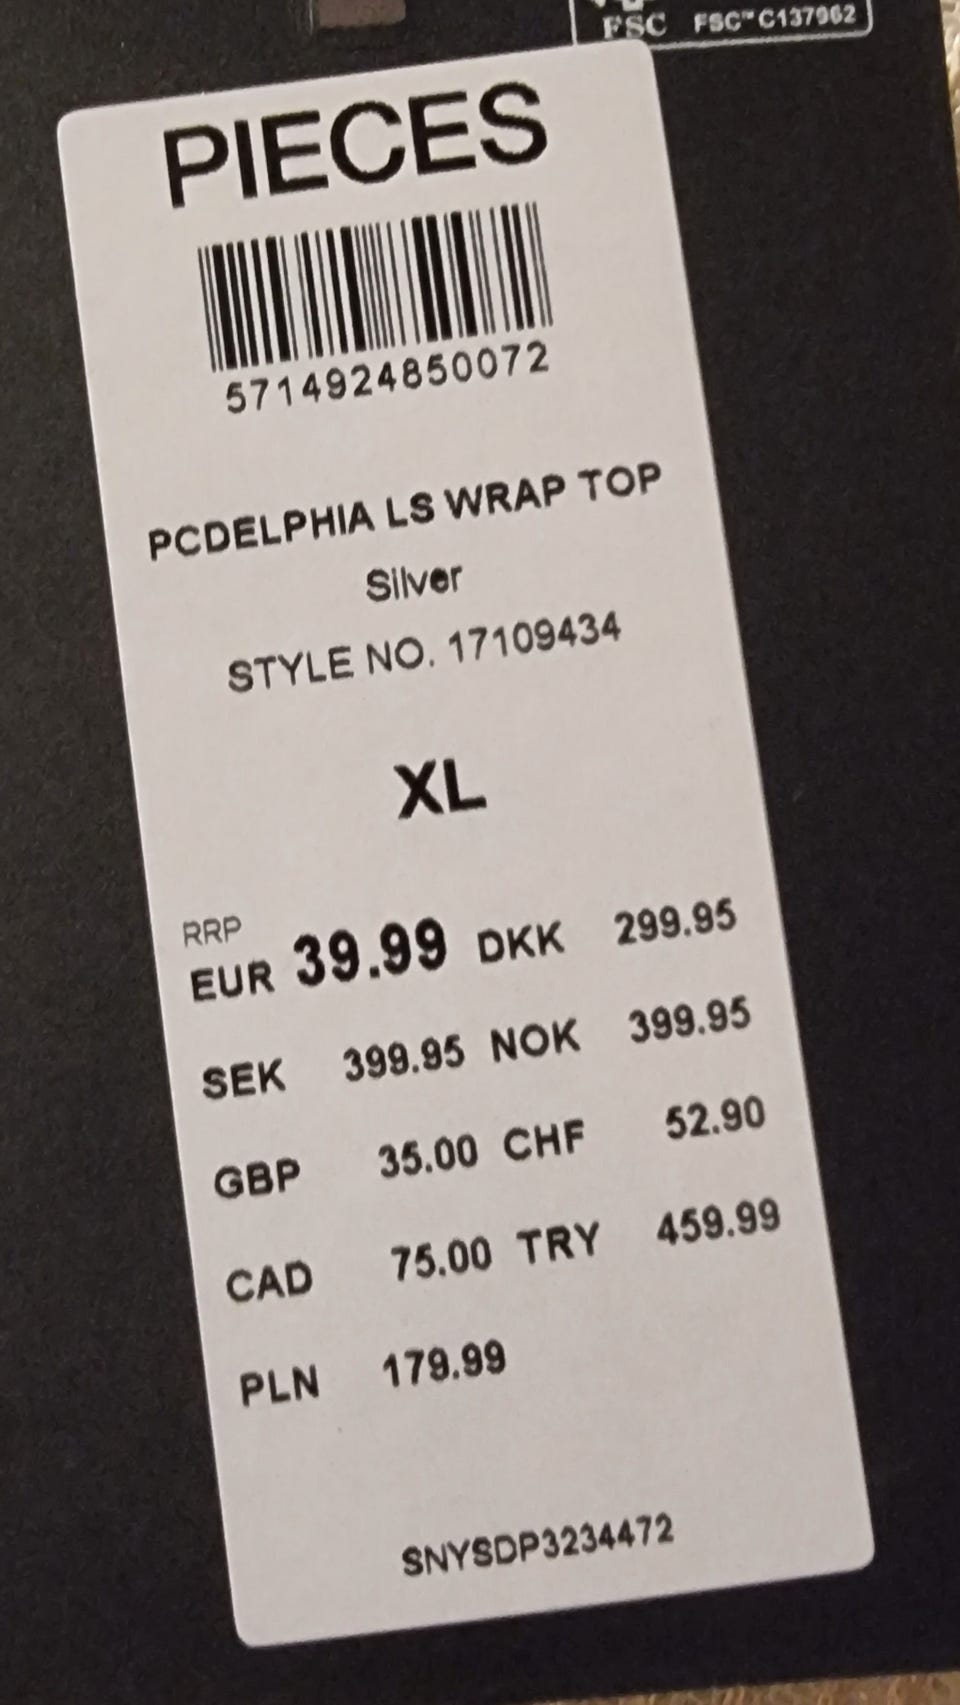 FSC FSC™ C137962
PIECES
5714924850072
PCDELPHIA LS WRAP TOP
Silver
STYLE NO. 17109434
XL
RRP
EUR 39.99 DKK 299.95
SEK 399.95 NOK 399.95
GBP 35.00 CHF 52.90
CAD 75.00 TRY 459.99
PLN 179.99
SNYSDP3234472